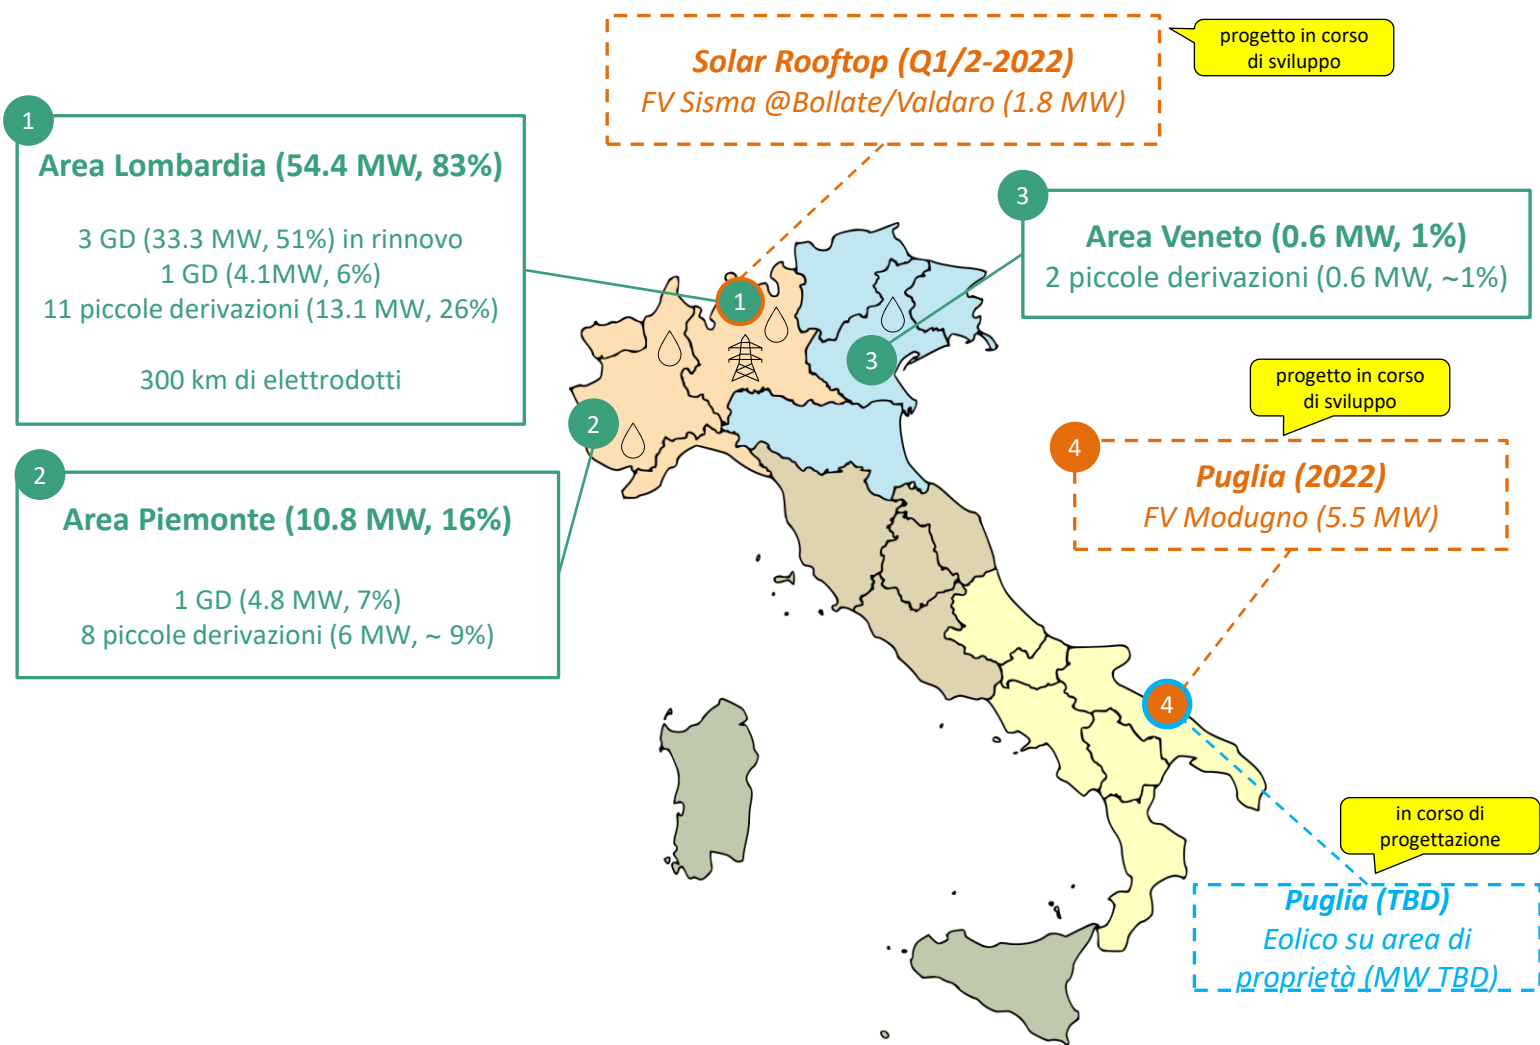 progetto in corso
di sviluppo
Solar Rooftop (Q1/2-2022)
FV Sisma @Bollate/Valdaro (1.8 MW)
1
Area Lombardia (54.4 MW, 83%)
3 GD (33.3 MW, 51%) in rinnovo
1 GD (4.1MW, 6%)
11 piccole derivazioni (13.1 MW, 26%)
300 km di elettrodotti
3
Area Veneto (0.6 MW, 1%)
2 piccole derivazioni (0.6 MW, ~1%)
1
3
2
progetto in corso
di sviluppo
4
Puglia (2022)
FV Modugno (5.5 MW)
2
Area Piemonte (10.8 MW, 16%)
1 GD (4.8 MW, 7%)
8 piccole derivazioni (6 MW, ~ 9%)
4
in corso di
progettazione
Puglia (TBD)
Eolico su area di
proprietà (MW TBD)